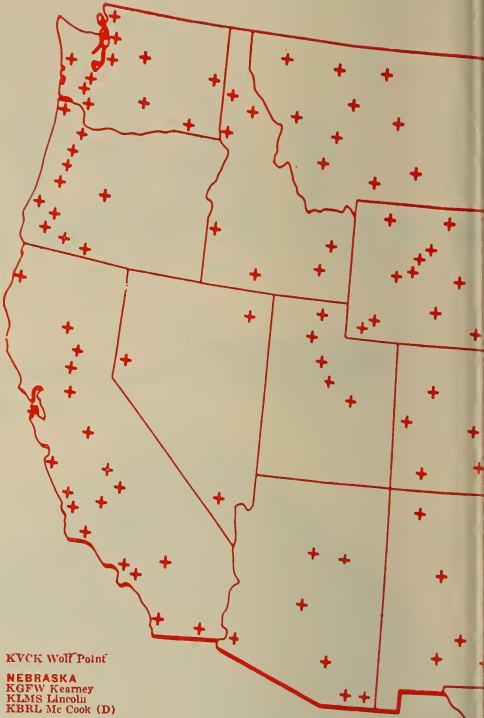 KVCK Wolf Point
NEBRASKA
KGFW Kearney
KLMS Lincoln
KBRL Mc Cook (D)